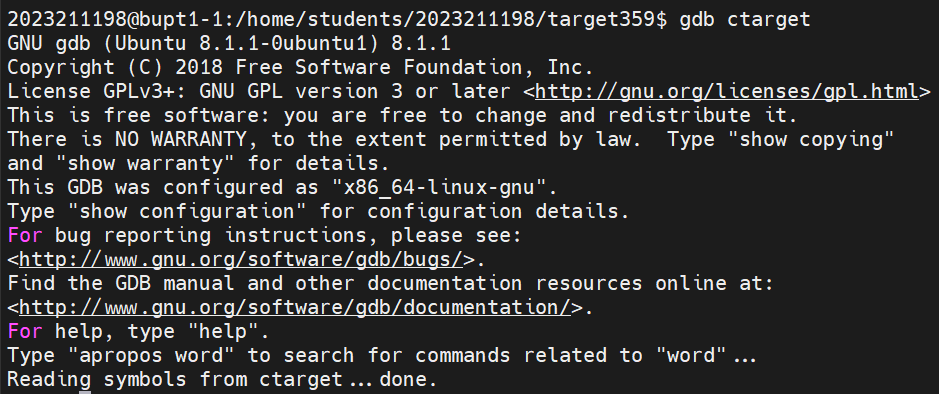 2023211198@bupt1-1:/home/students/2023211198/target359$ gdb ctarget
GNU gdb (Ubuntu 8.1.1-0ubuntu1) 8.1.1
Copyright (C) 2018 Free Software Foundation, Inc.
License GPLv3+: GNU GPL version 3 or later <http://gnu.org/licenses/gpl.html>
This is free software: you are free to change and redistribute it.
There is NO WARRANTY, to the extent permitted by law.  Type "show copying"
and "show warranty" for details.
This GDB was configured as "x86_64-linux-gnu".
Type "show configuration" for configuration details.
For bug reporting instructions, please see:
<http://www.gnu.org/software/gdb/bugs/>.
Find the GDB manual and other documentation resources online at:
<http://www.gnu.org/software/gdb/documentation/>.
For help, type "help".
Type "apropos word" to search for commands related to "word"...
Reading symbols from ctarget...done.